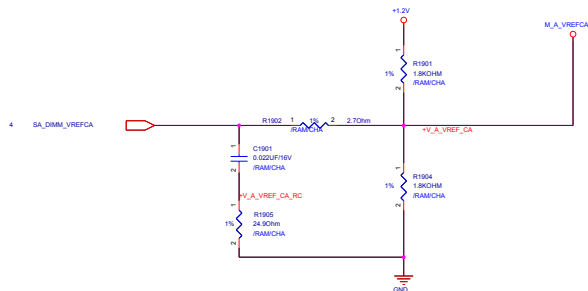 +1.2V
M_A_VREFCA
1
R1901
1%
1.8KOHM
/RAM/CHA
2
4 SA_DIMM_VREFCA
R1902 1 1% 2 2.7Ohm
/RAM/CHA
+V_A_VREF_CA
1
C1901
0.022UF/16V
/RAM/CHA
2
1
R1904
1%
1.8KOHM
/RAM/CHA
2
+V_A_VREF_CA_RC
1
R1905
1%
24.9Ohm
/RAM/CHA
2
GND